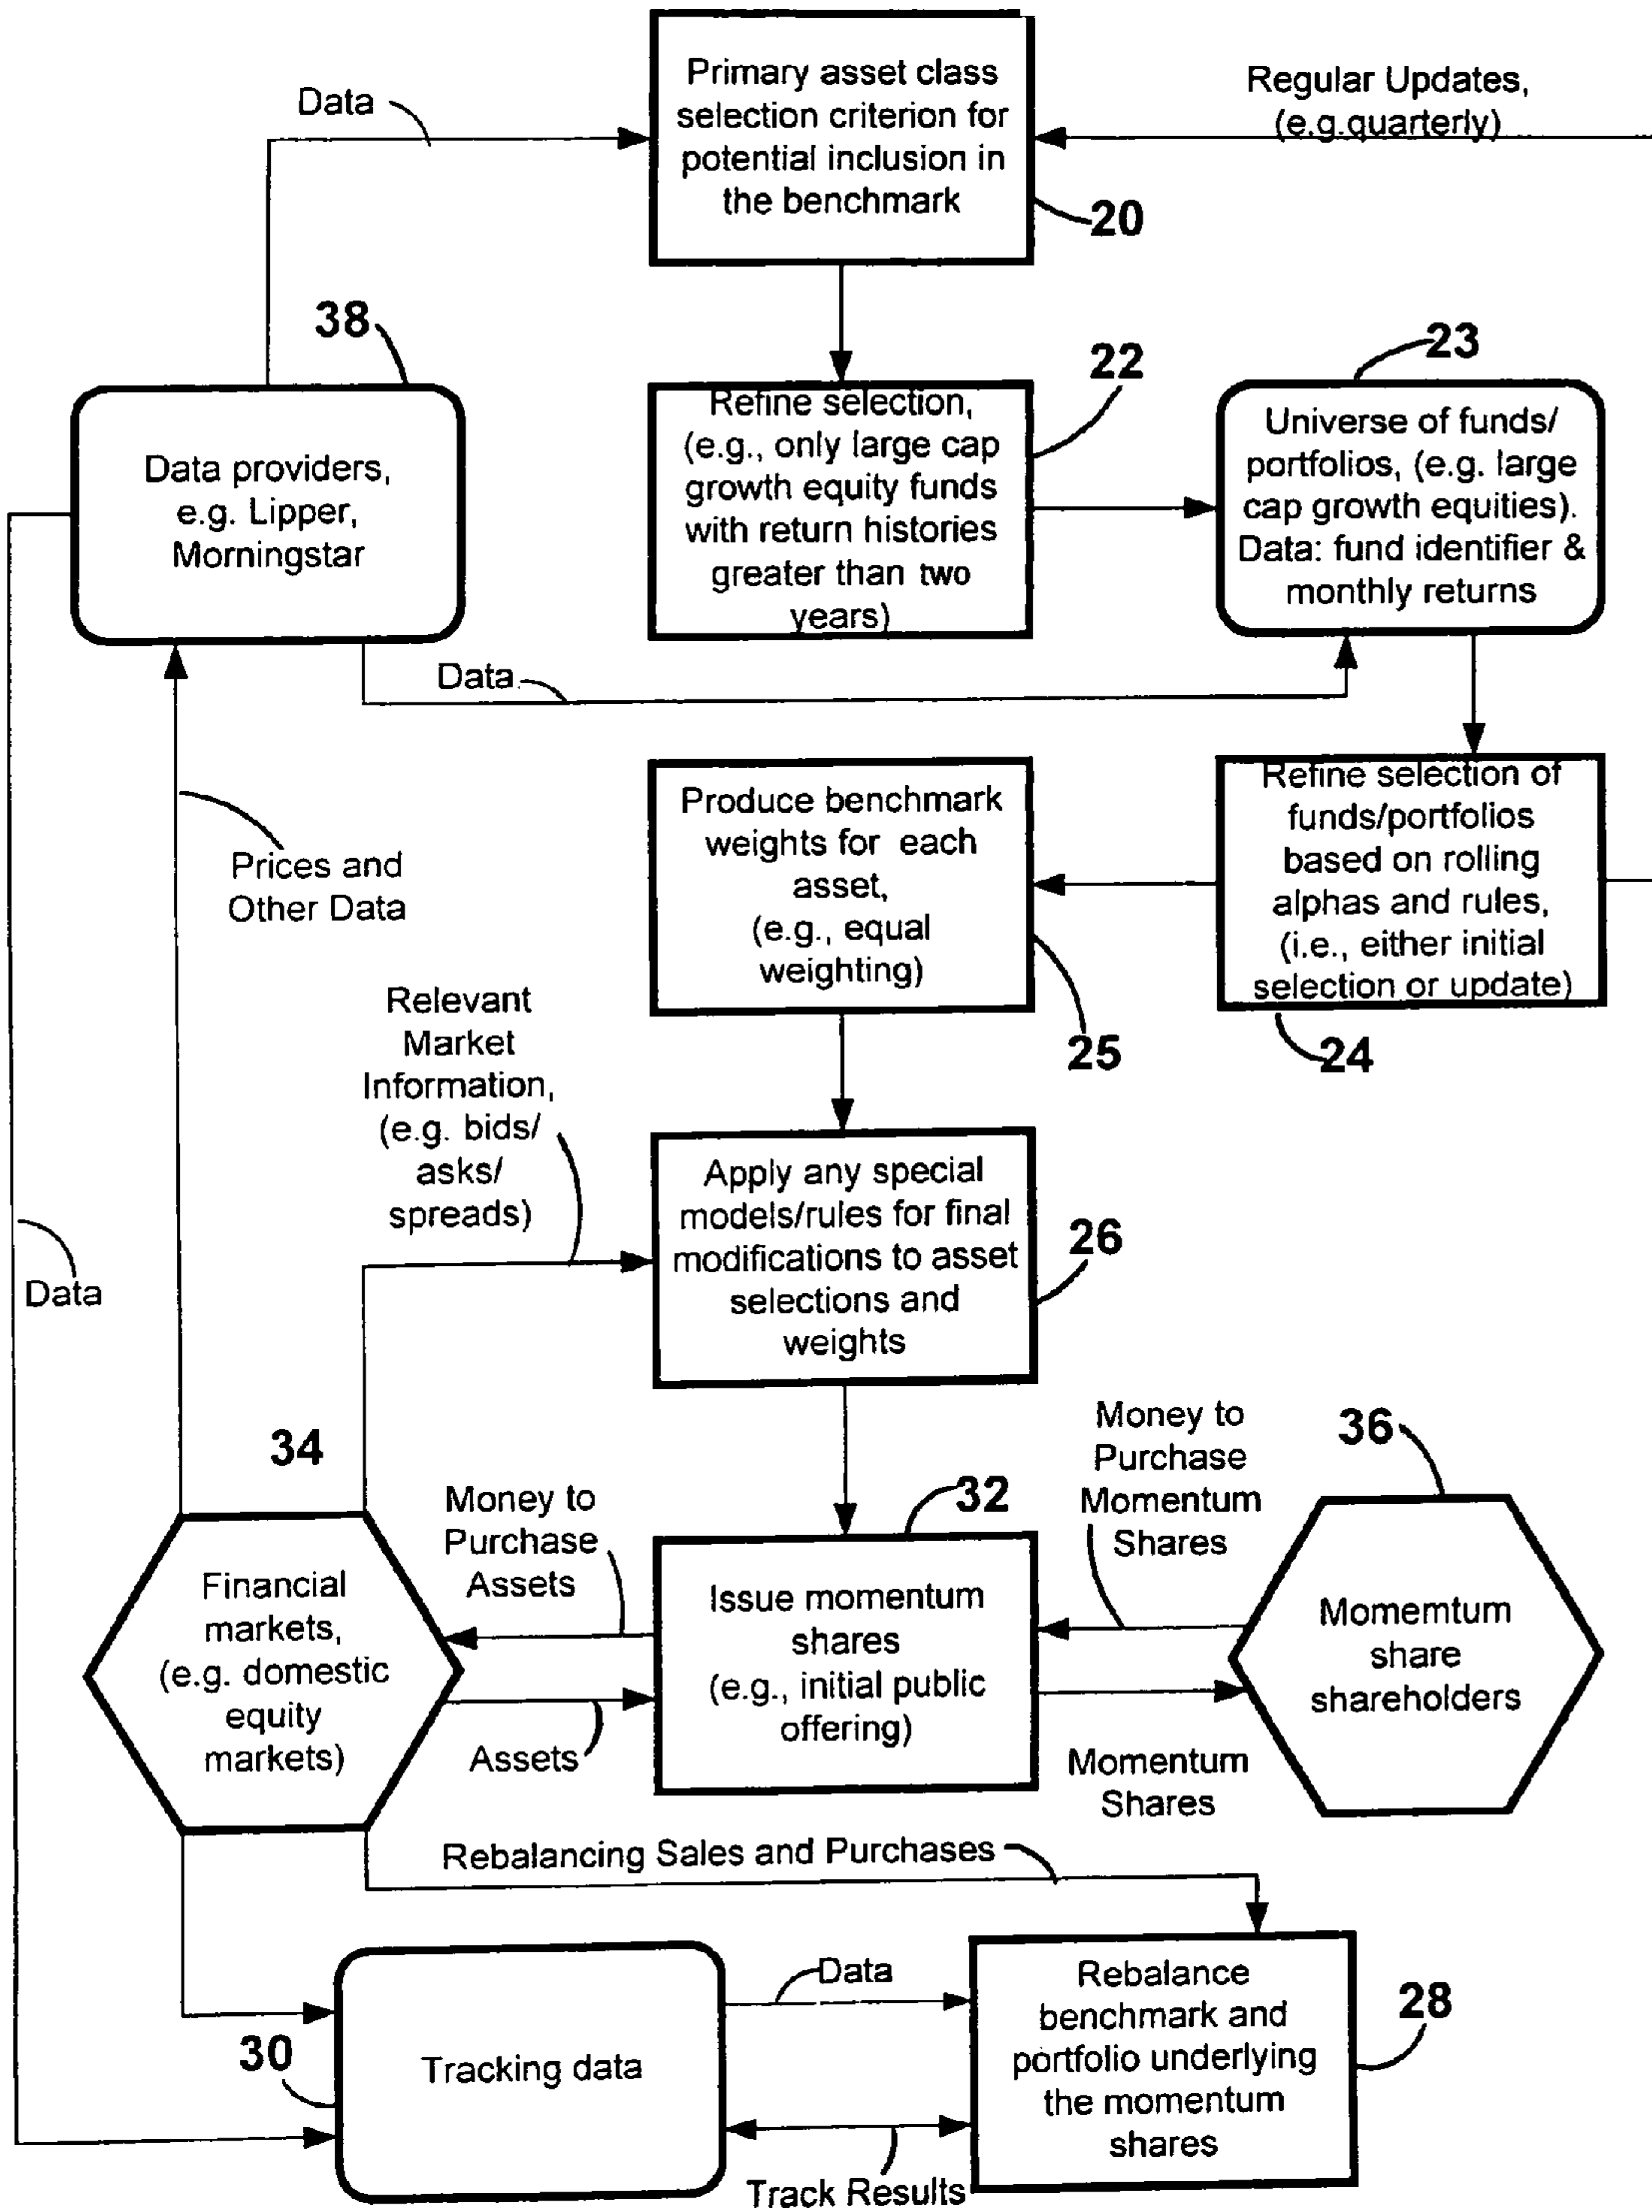 Primary asset class
selection criterion for
potential inclusion in
the benchmark
20
Data
Regular Updates,
(e.g.quarterly)
38
Data providers,
e.g. Lipper,
Morningstar
22
Refine selection,
(e.g., only large cap
growth equity funds
with return histories
greater than two
years)
23
Universe of funds/
portfolios, (e.g. large
cap growth equities).
Data: fund identifier &
monthly returns
Data
Prices and
Other Data
Produce benchmark
weights for each
asset,
(e.g., equal
weighting)
25
Refine selection of
funds/portfolios
based on rolling
alphas and rules,
(i.e., either initial
selection or update)
24
Relevant
Market
Information,
(e.g. bids/
asks/
spreads)
Data
Apply any special
models/rules for final
modifications to asset
selections and
weights
26
34
Financial
markets,
(e.g. domestic
equity
markets)
Money to
Purchase
Assets
Assets
32
Issue momentum
shares
(e.g., initial public
offering)
Money to
Purchase
Momentum
Shares
Momentum
Shares
36
Momemtum
share
shareholders
Rebalancing Sales and Purchases
30
Tracking data
Data
Track Results
Rebalance
benchmark and
portfolio underlying
the momentum
shares
28